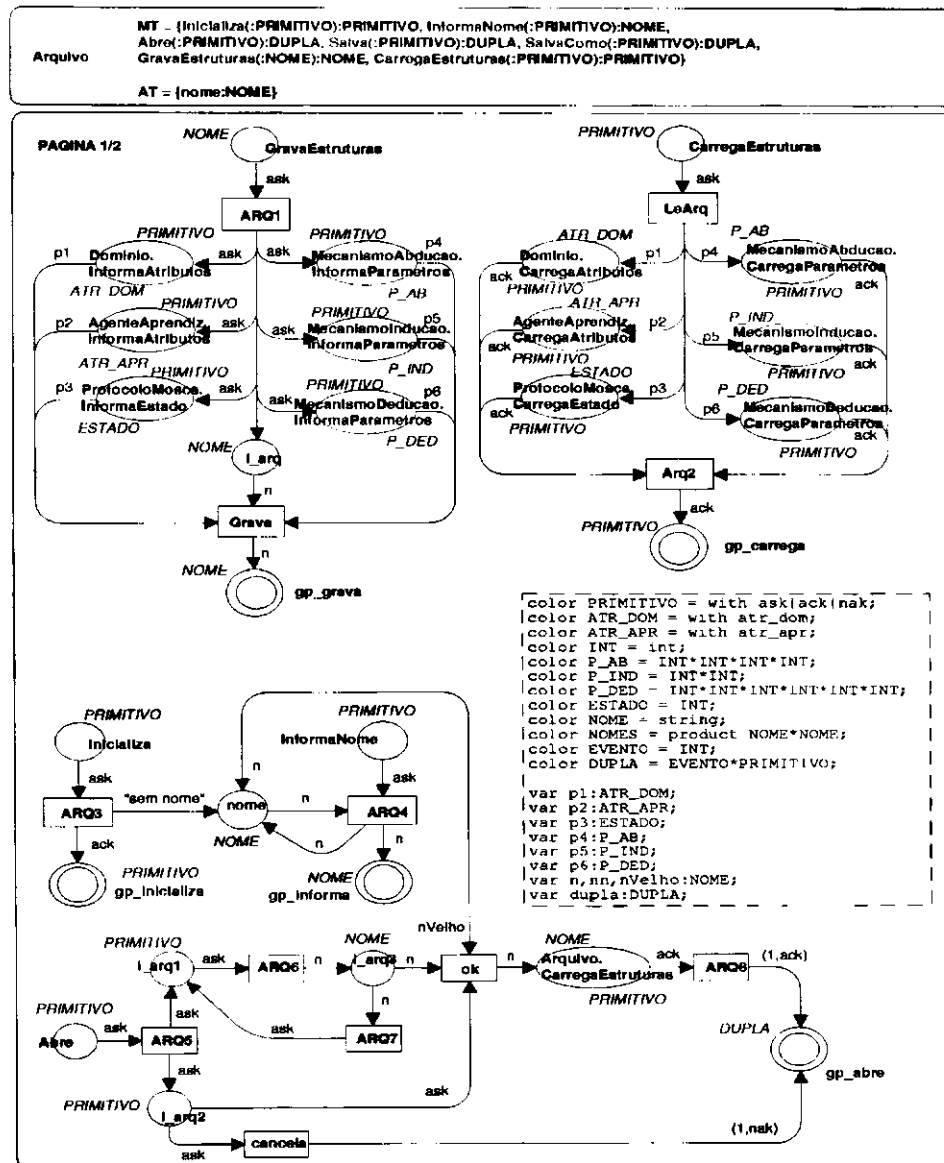 Arquivo
MT = {Inicializa(:PRIMITIVO):PRIMITIVO, InformaNome(:PRIMITIVO):NOME,
Abre(:PRIMITIVO):DUPLA, Salva(:PRIMITIVO):DUPLA, SalvaComo(:PRIMITIVO):DUPLA,
GravaEstruturas(:NOME):NOME, CarregaEstruturas(:PRIMITIVO):PRIMITIVO}
AT = {nome:NOME}
PAGINA 1/2
NOME
GravaEstruturas
ask
ARQ1
PRIMITIVO
PRIMITIVO
p1
Dominio.
InformaAtributos
ask
ask
MecanismoAbducao.
InformaParametros
p4
ATR_DOM
P_AB
PRIMITIVO
p2
AgenteAprendiz.
InformaAtributos
ask
ask
MecanismoInducao.
InformaParametros
p5
ATR_APR
P_IND
PRIMITIVO
PRIMITIVO
p3
ProtocoloMosca.
InformaEstado
ask
ask
MecanismoDeducao.
InformaParametros
p6
ESTADO
P_DED
NOME
i_arq
n
Grava
n
NOME
gp_grava
PRIMITIVO
CarregaEstruturas
ask
LeArq
ATR_DOM
P_AB
Dominio.
CarregaAtributos
p1
p4
MecanismoAbducao.
CarregaParametros
ack
PRIMITIVO
PRIMITIVO
ack
ATR_APR
P_IND
AgenteAprendiz.
CarregaAtributos
p2
p5
MecanismoInducao.
CarregaParametros
ack
PRIMITIVO
PRIMITIVO
ack
ESTADO
P_DED
ProtocoloMosca.
CarregaEstado
p3
p6
MecanismoDeducao.
CarregaParametros
ack
PRIMITIVO
PRIMITIVO
ack
Arq2
ack
PRIMITIVO
gp_carrega
color PRIMITIVO = with ask|ack|nak;
color ATR_DOM = with atr_dom;
color ATR_APR = with atr_apr;
color INT = int;
color P_AB = INT*INT*INT*INT;
color P_IND = INT*INT;
color P_DED = INT*INT*INT*INT*INT*INT;
color ESTADO = INT;
color NOME = string;
color NOMES = product NOME*NOME;
color EVENTO = INT;
color DUPLA = EVENTO*PRIMITIVO;
var p1:ATR_DOM;
var p2:ATR_APR;
var p3:ESTADO;
var p4:P_AB;
var p5:P_IND;
var p6:P_DED;
var n,nn,nVelho:NOME;
var dupla:DUPLA;
PRIMITIVO
Inicializa
ask
ARQ3
"sem nome"
ack
PRIMITIVO
gp_inicializa
n
nome
NOME
n
n
PRIMITIVO
InformaNome
ask
ARQ4
n
NOME
gp_informa
nVelho
PRIMITIVO
i_arq1
ask
ARQ6
n
NOME
i_arq3
n
ok
n
NOME
Arquivo.
CarregaEstruturas
PRIMITIVO
ack
ARQ8
(1,ack)
PRIMITIVO
Abre
ask
ARQ5
ask
ask
ARQ7
n
ask
ask
PRIMITIVO
i_arq2
ask
cancela
(1,nak)
DUPLA
gp_abre